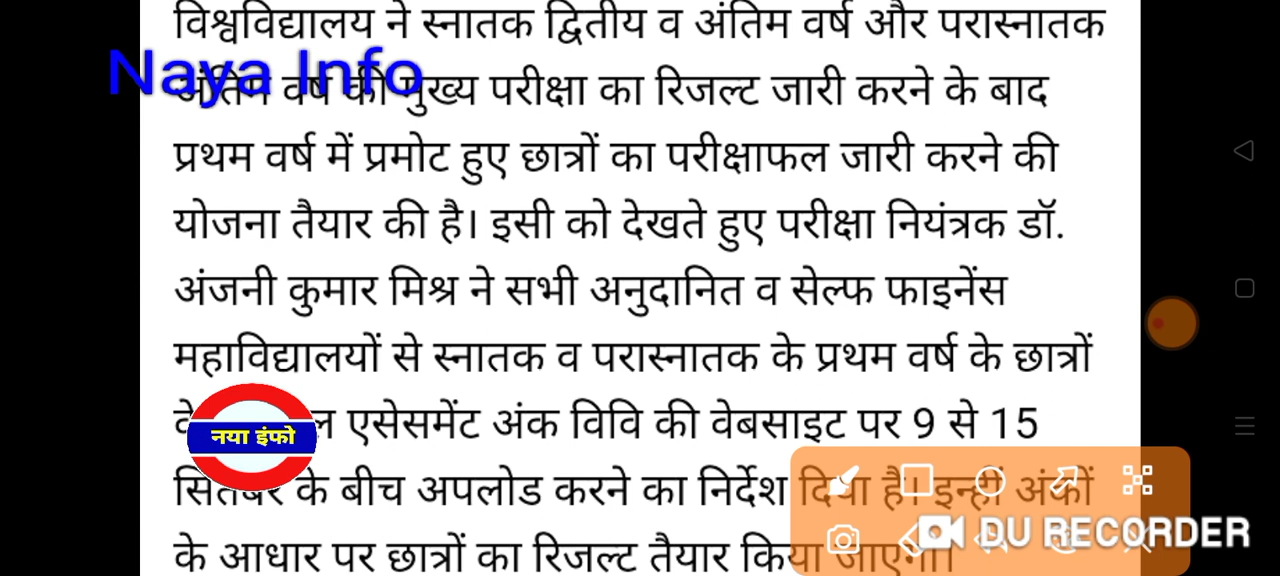 विश्वविद्यालय ने स्नातक द्वितीय व अंतिम वर्ष और परास्नातक
Naya Info
अंतिम वर्ष की मुख्य परीक्षा का रिजल्ट जारी करने के बाद
प्रथम वर्ष में प्रमोट हुए छात्रों का परीक्षाफल जारी करने की
योजना तैयार की है। इसी को देखते हुए परीक्षा नियंत्रक डॉ.
अंजनी कुमार मिश्र ने सभी अनुदानित व सेल्फ फाइनेंस
महाविद्यालयों से स्नातक व परास्नातक के प्रथम वर्ष के छात्रों
एसेसमेंट अंक विवि की वेबसाइट पर 9 से 15
नया इंफो
सितंबर के बीच अपलोड करने का निर्देश दिया है। इन्हीं अंकों
DU RECORDER
के आधार पर छात्रों का रिजल्ट तैयार किया जाएगा।